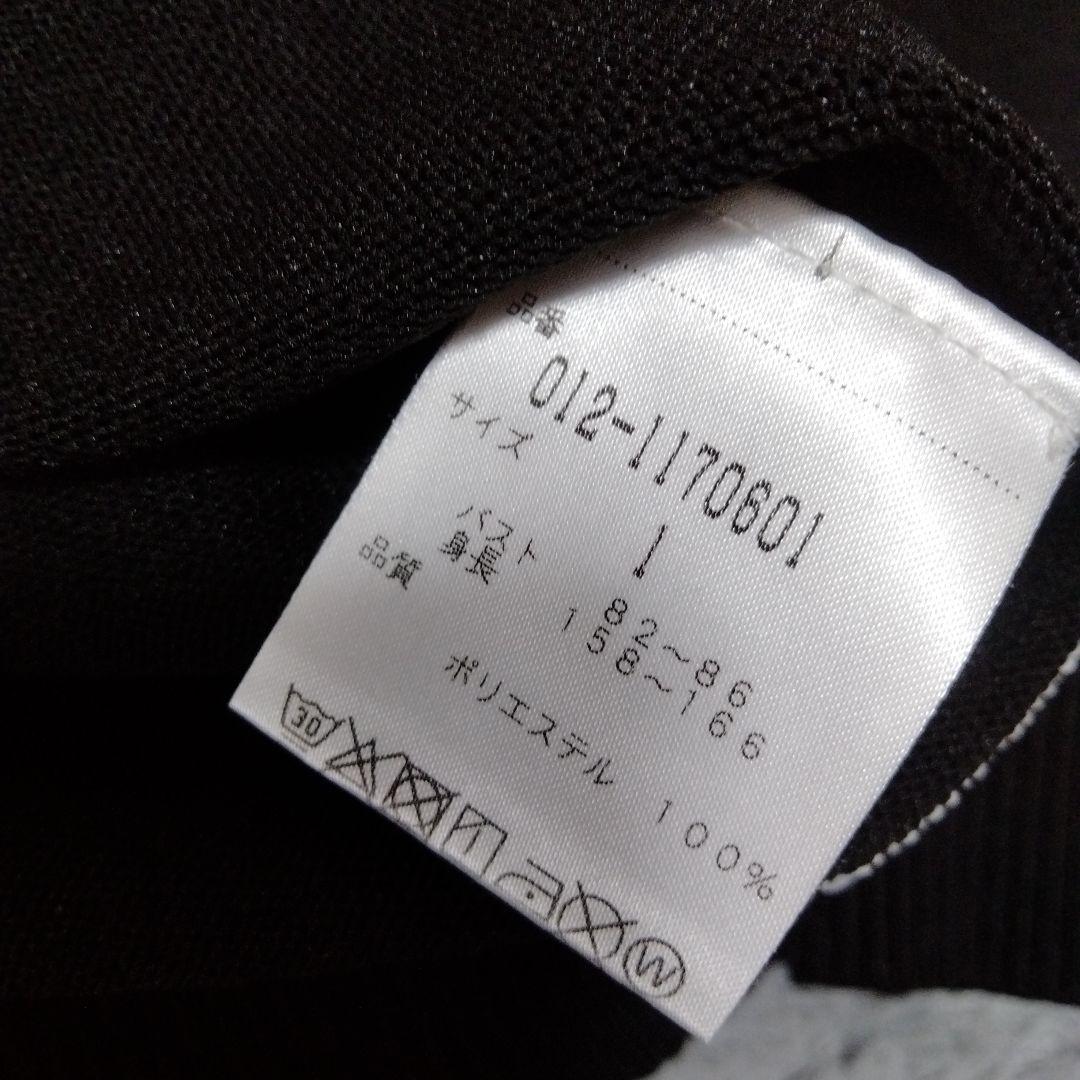 品番
012-1170601
サイズ 1
バスト 82～86
身長 158～166
品質
ポリエステル 100%
30
W